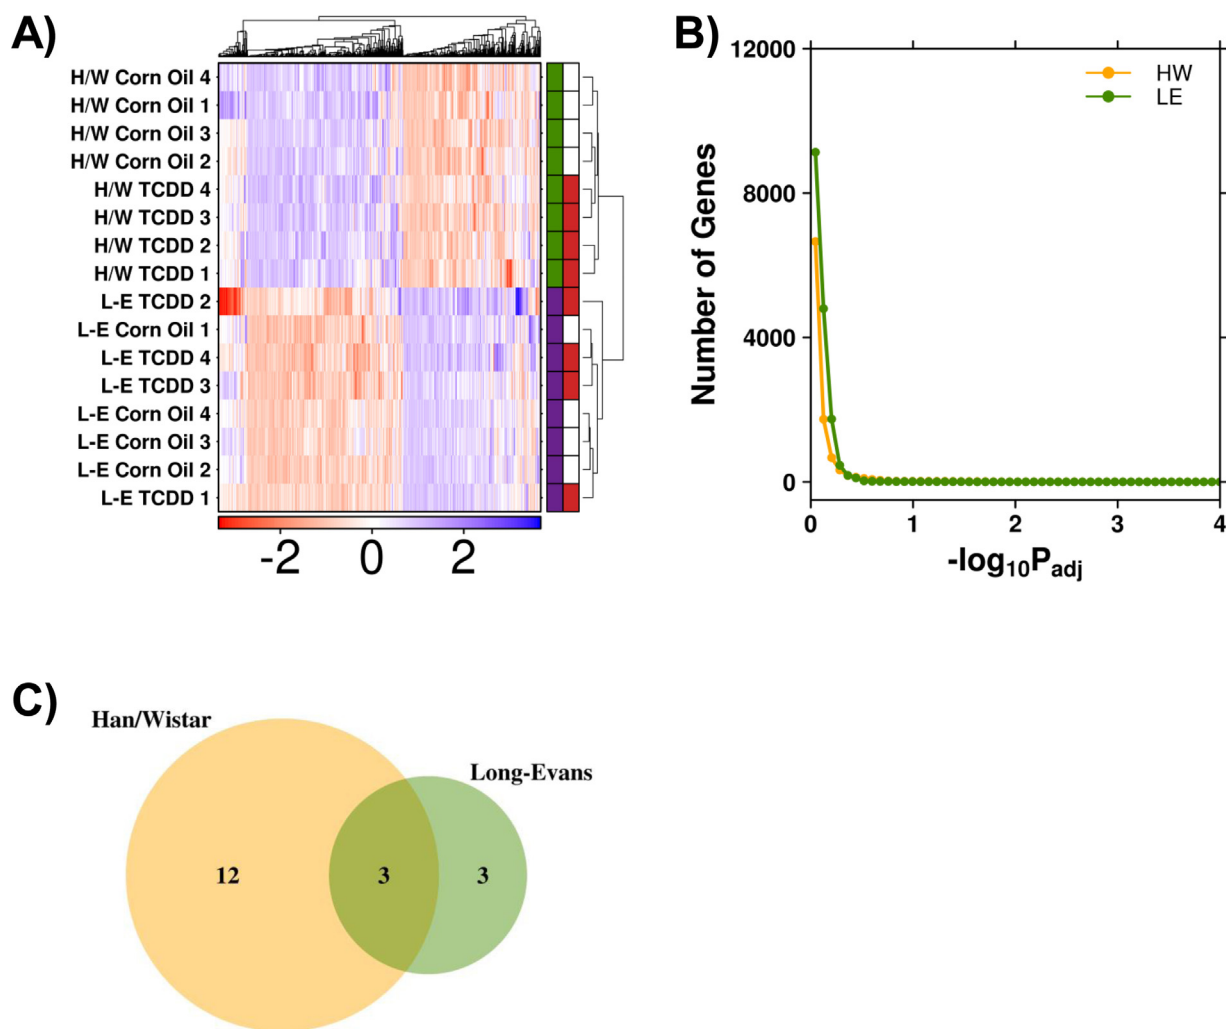 A)
H/W Corn Oil 4
H/W Corn Oil 1
H/W Corn Oil 3
H/W Corn Oil 2
H/W TCDD 4
H/W TCDD 3
H/W TCDD 2
H/W TCDD 1
L-E TCDD 2
L-E Corn Oil 1
L-E TCDD 4
L-E TCDD 3
L-E Corn Oil 4
L-E Corn Oil 3
L-E Corn Oil 2
L-E TCDD 1
-2 0 2
B)
12000
8000
4000
0
Number of Genes
HW
LE
0 1 2 3 4
-log₁₀P adj
C)
Han/Wistar
Long-Evans
12 3 3